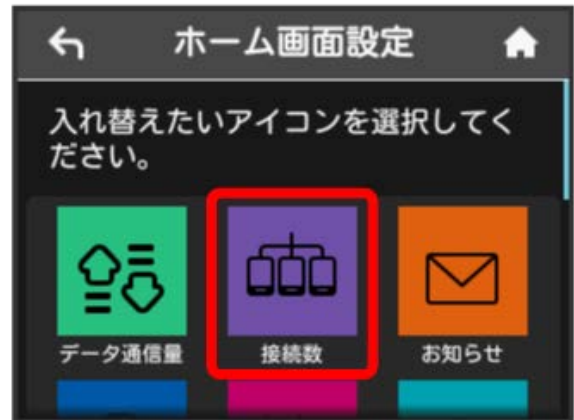 ホーム画面設定
入れ替えたいアイコンを選択してく
ださい。
データ通信量 接続数 お知らせ